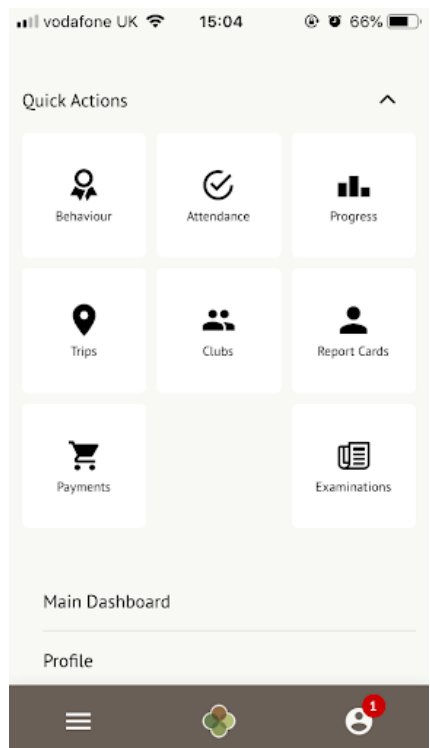 vodafone UK 15:04 66%
Quick Actions
Behaviour Attendance Progress
Trips Clubs Report Cards
Payments Examinations
Main Dashboard
Profile
1